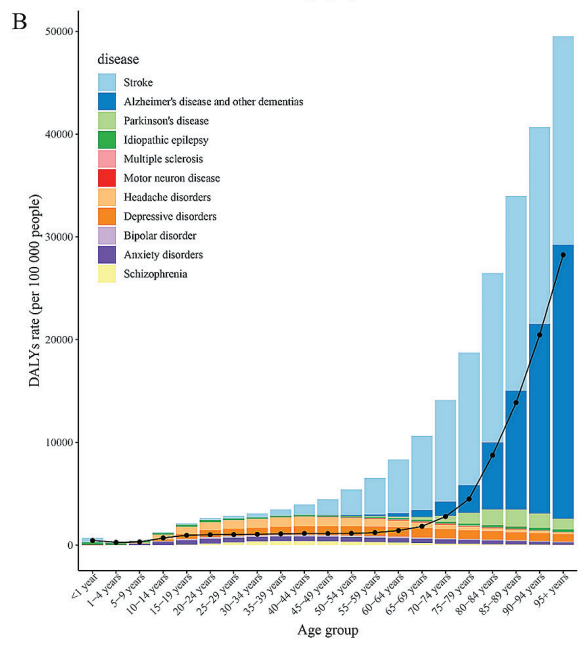 B
disease
Stroke
Alzheimer's disease and other dementias
Parkinson's disease
Idiopathic epilepsy
Multiple sclerosis
Motor neuron disease
Headache disorders
Depressive disorders
Bipolar disorder
Anxiety disorders
Schizophrenia
DALYs rate (per 100 000 people)
50000
40000
30000
20000
10000
0
<1 year
1−4 years
5−9 years
10−14 years
15−19 years
20−24 years
25−29 years
30−34 years
35−39 years
40−44 years
45−49 years
50−54 years
55−59 years
60−64 years
65−69 years
70−74 years
75−79 years
80−84 years
85−89 years
90−94 years
95+ years
Age group